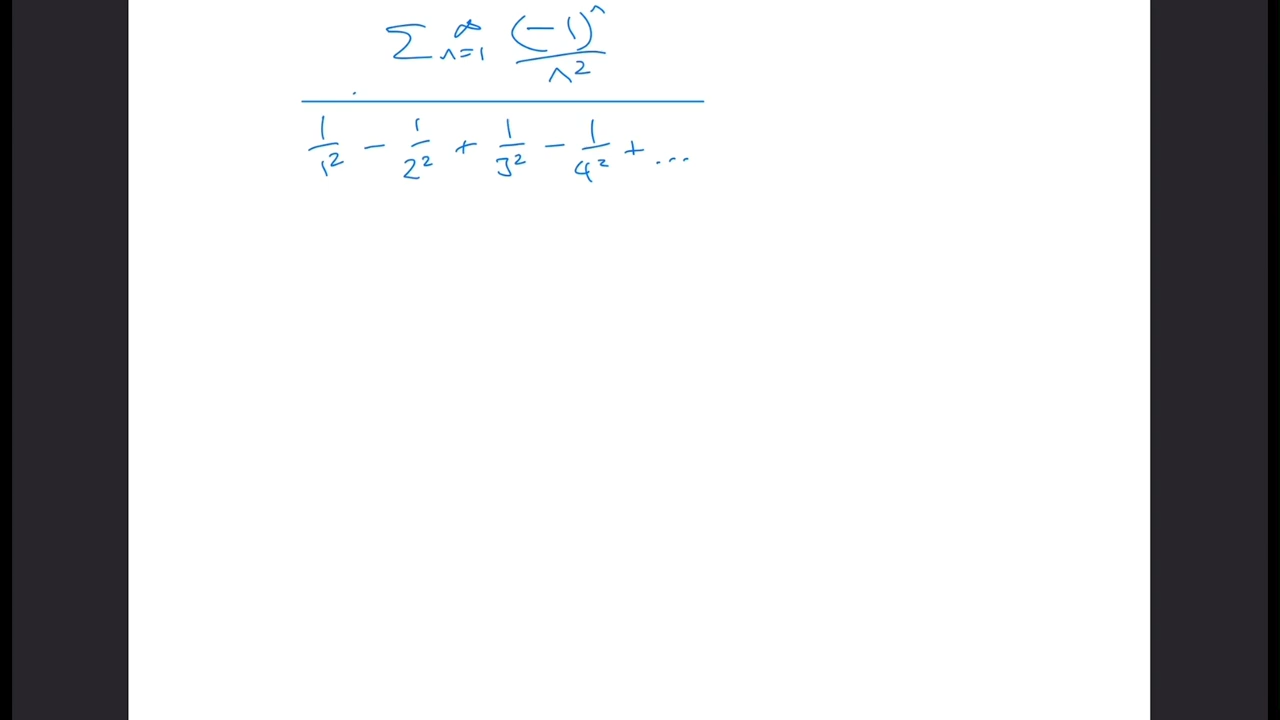 ∑ₙ₌₁^∞ (-1)ⁿ/n²
1/1² - 1/2² + 1/3² - 1/4² + ...